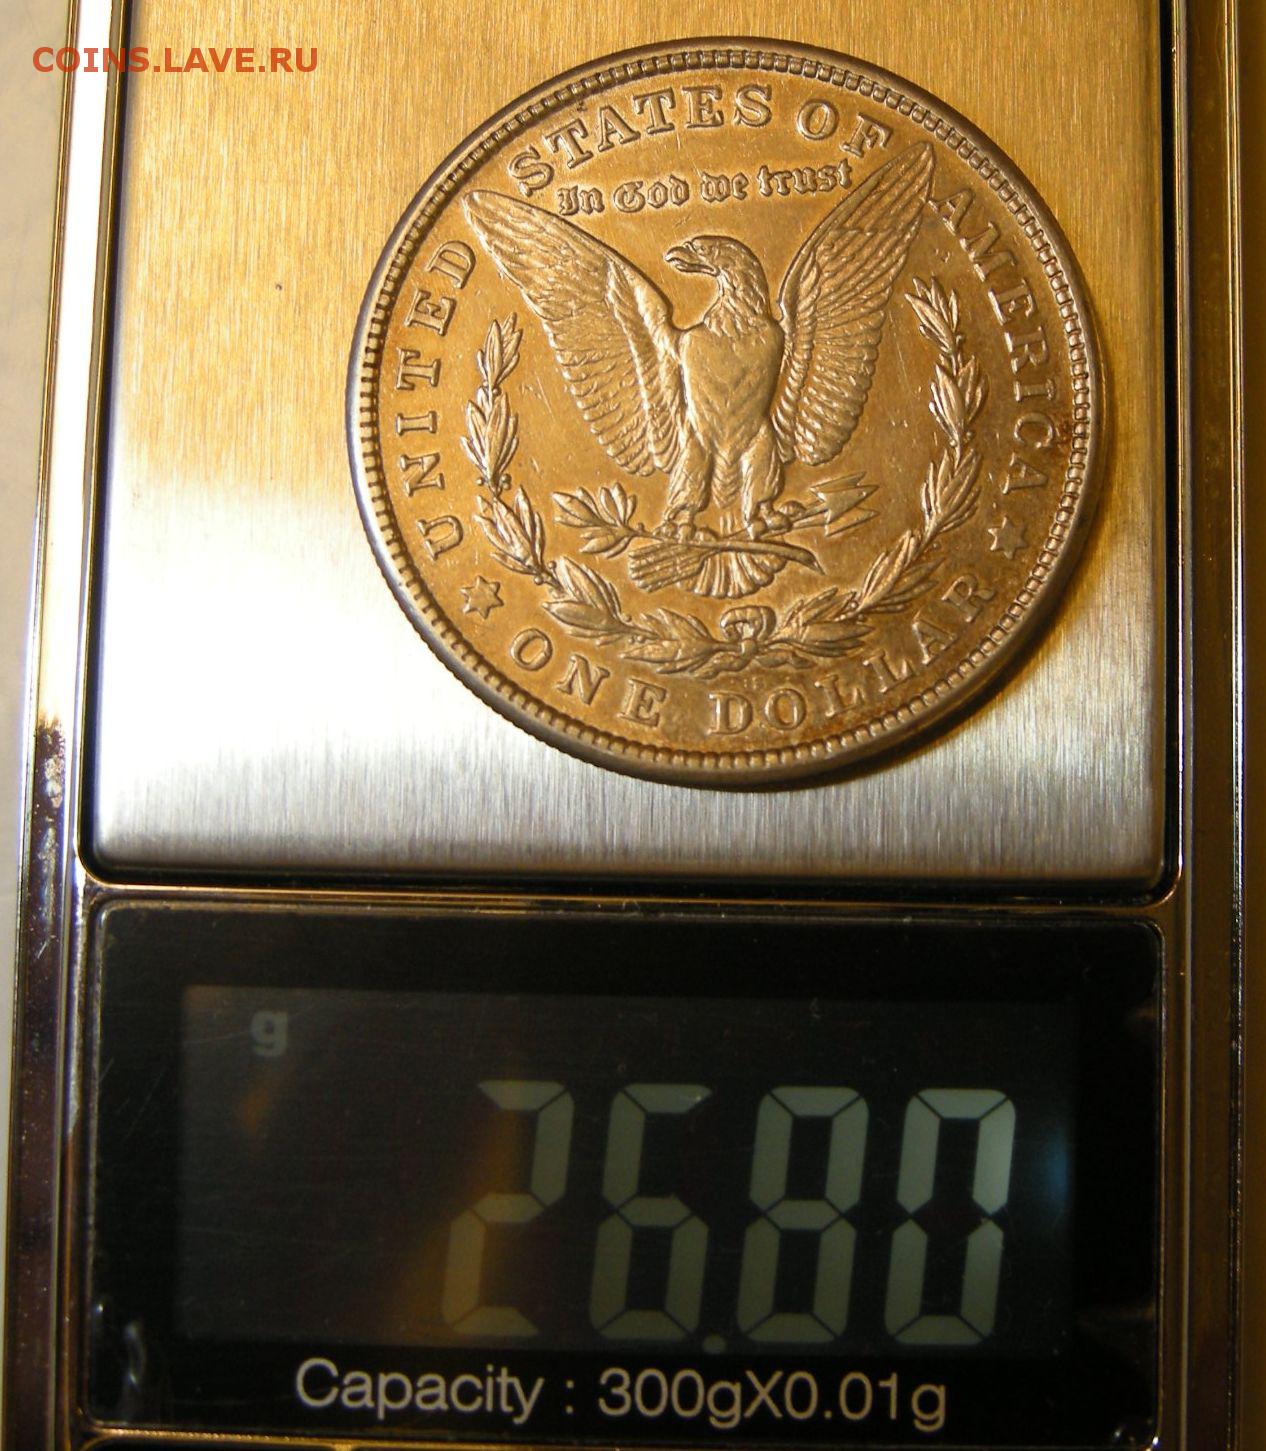 COINS.LAVE.RU
UNITED STATES OF AMERICA
In God we trust
ONE DOLLAR
g
26.80
Capacity : 300gX0.01g